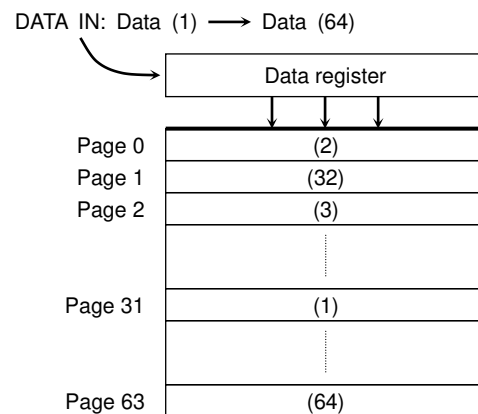 DATA IN: Data (1) → Data (64)
Data register
Page 0 (2)
Page 1 (32)
Page 2 (3)
Page 31 (1)
Page 63 (64)